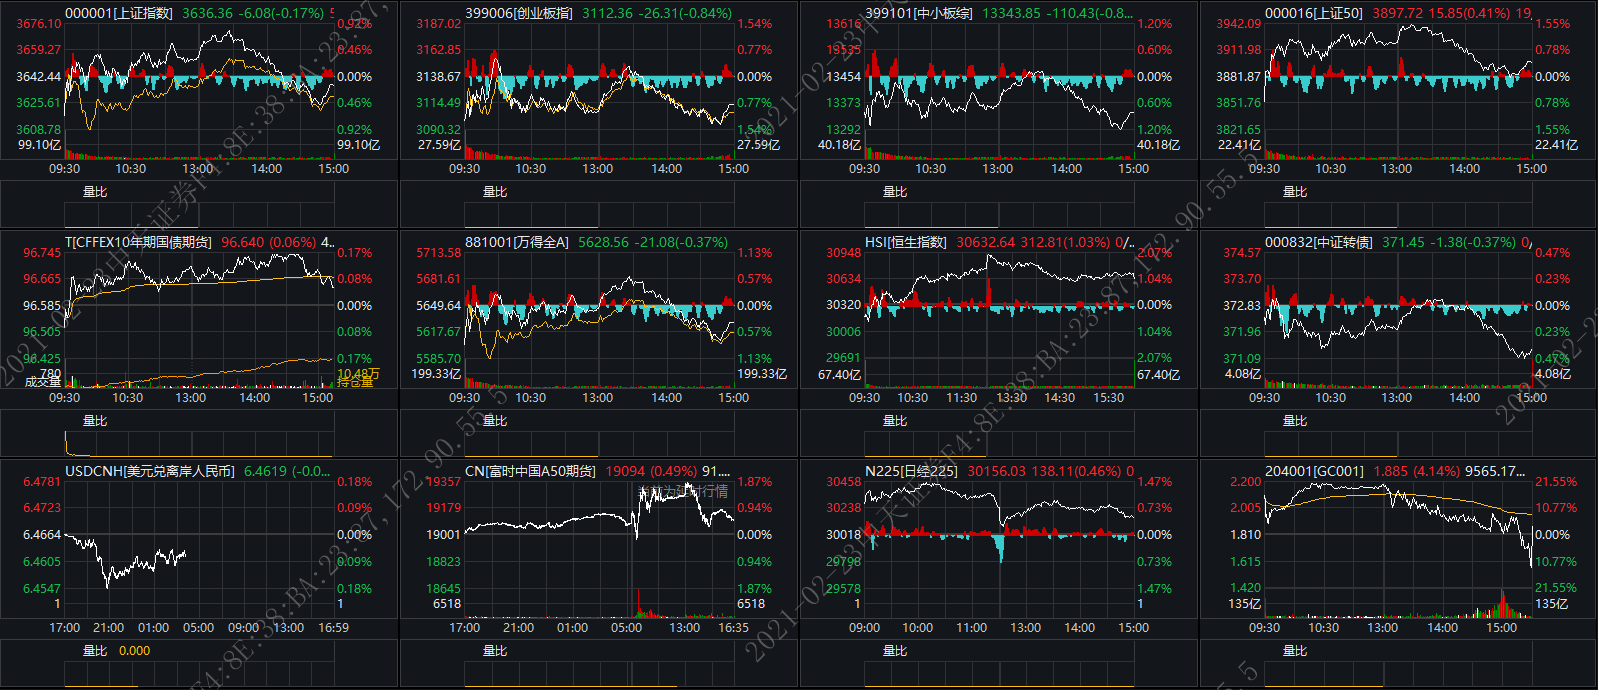 000001[上证指数] 3636.36 -6.08(-0.17%) 5
3676.10 0.92%
3659.27 0.46%
3642.44 0.00%
3625.61 0.46%
3608.78 0.92%
99.10亿 99.10亿
09:30 10:30 13:00 14:00 15:00
量比
399006[创业板指] 3112.36 -26.31(-0.84%)
3187.02 1.54%
3162.85 0.77%
3138.67 0.00%
3114.49 0.77%
3090.32 1.54%
27.59亿 27.59亿
09:30 10:30 13:00 14:00 15:00
量比
399101[中小板综] 13343.85 -110.43(-0.8...
13616 1.20%
13535 0.60%
13454 0.00%
13373 0.60%
13292 1.20%
40.18亿 40.18亿
09:30 10:30 13:00 14:00 15:00
量比
000016[上证50] 3897.72 15.85(0.41%) 19
3942.09 1.55%
3911.98 0.78%
3881.87 0.00%
3851.76 0.78%
3821.65 1.55%
22.41亿 22.41亿
09:30 10:30 13:00 14:00 15:00
量比
T[CFFEX10年期国债期货] 96.640 (0.06%) 4..
96.745 0.17%
96.665 0.08%
96.585 0.00%
96.505 0.08%
96.425 0.17%
780 10.48万
成交量 持仓量
09:30 10:30 13:00 14:00 15:00
量比
881001[万得全A] 5628.56 -21.08(-0.37%)
5713.58 1.13%
5681.61 0.57%
5649.64 0.00%
5617.67 0.57%
5585.70 1.13%
199.33亿 199.33亿
09:30 10:30 13:00 14:00 15:00
量比
HSI[恒生指数] 30632.64 312.81(1.03%) 0/..
30948 2.07%
30634 1.04%
30320 0.00%
30006 1.04%
29691 2.07%
67.40亿 67.40亿
09:30 10:30 11:30 13:30 14:30 15:30
量比
000832[中证转债] 371.45 -1.38(-0.37%) 0/
374.57 0.47%
373.70 0.23%
372.83 0.00%
371.96 0.23%
371.09 0.47%
4.08亿 4.08亿
09:30 10:30 13:00 14:00 15:00
量比
USDCNH[美元兑离岸人民币] 6.4619 (-0.0...
6.4781 0.18%
6.4723 0.09%
6.4664 0.00%
6.4605 0.09%
6.4547 0.18%
1 1
17:00 21:00 01:00 05:00 09:00 13:00 16:59
量比 0.000
CN[富时中国A50期货] 19094 (0.49%) 91....
19357 1.87%
19179 0.94%
19001 0.00%
18823 0.94%
18645 1.87%
6518 6518
17:00 21:00 01:00 05:00 13:00 16:35
量比
N225[日经225] 30156.03 138.11(0.46%) 0
30458 1.47%
30238 0.73%
30018 0.00%
29798 0.73%
29578 1.47%
1 1
09:00 10:00 11:00 13:00 14:00 15:00
量比
204001[GC001] 1.885 (4.14%) 9565.17...
2.200 21.55%
2.005 10.77%
1.810 0.00%
1.615 10.77%
1.420 21.55%
135亿 135亿
09:30 10:30 13:00 14:00 15:00
量比